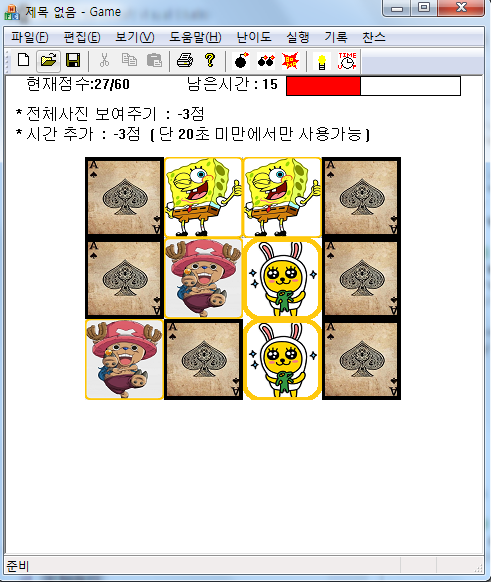 제목 없음 - Game
파일(F) 편집(E) 보기(V) 도움말(H) 난이도 실행 기록 찬스
TIME
현재점수:27/60 남은시간 : 15
* 전체사진 보여주기 : -3점
* 시간 추가 : -3점 ( 단 20초 미만에서만 사용가능 )
A A
A A
A A
준비